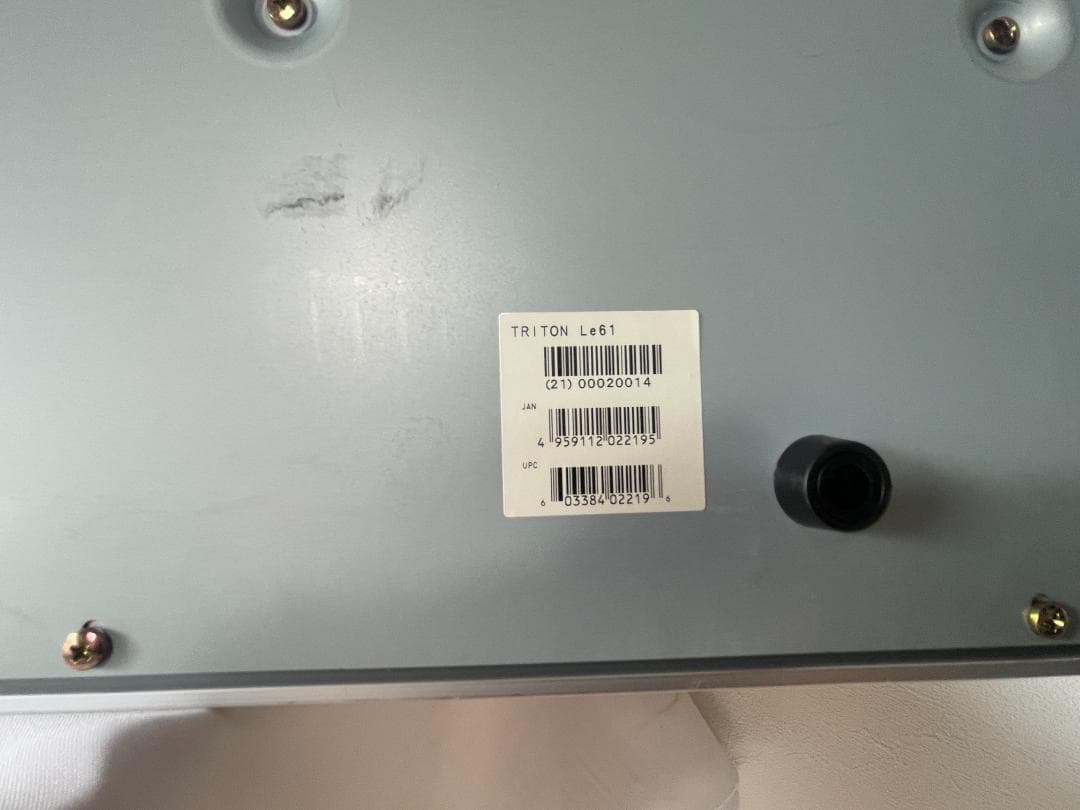 TRITON Le61
(21) 00020014
JAN
4 959112 022195
UPC
6 03384 02219 6